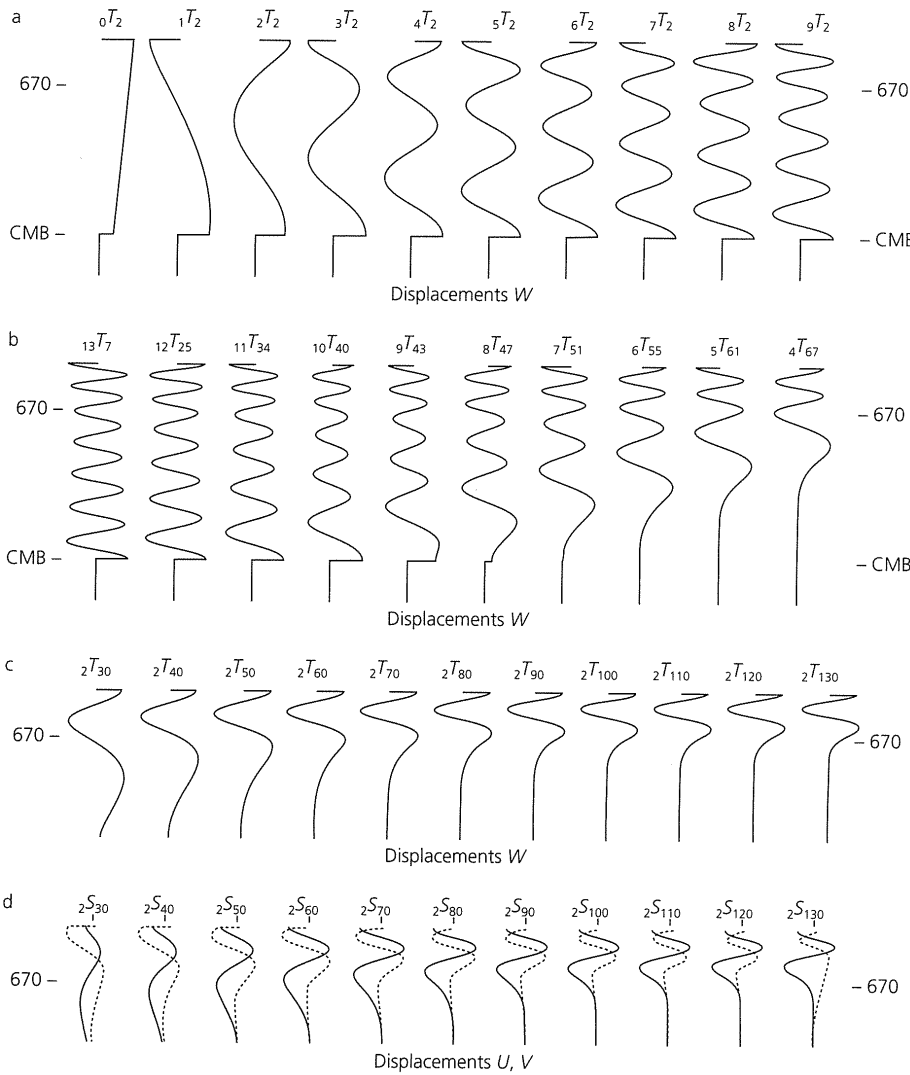 a
₀T₂ ₁T₂ ₂T₂ ₃T₂ ₄T₂ ₅T₂ ₆T₂ ₇T₂ ₈T₂ ₉T₂
670 – – 670
CMB – – CMB
Displacements W
b
₁₃T₇ ₁₂T₂₅ ₁₁T₃₄ ₁₀T₄₀ ₉T₄₃ ₈T₄₇ ₇T₅₁ ₆T₅₅ ₅T₆₁ ₄T₆₇
670 – – 670
CMB – – CMB
Displacements W
c
₂T₃₀ ₂T₄₀ ₂T₅₀ ₂T₆₀ ₂T₇₀ ₂T₈₀ ₂T₉₀ ₂T₁₀₀ ₂T₁₁₀ ₂T₁₂₀ ₂T₁₃₀
670 – – 670
Displacements W
d
₂S₃₀ ₂S₄₀ ₂S₅₀ ₂S₆₀ ₂S₇₀ ₂S₈₀ ₂S₉₀ ₂S₁₀₀ ₂S₁₁₀ ₂S₁₂₀ ₂S₁₃₀
670 – – 670
Displacements U, V